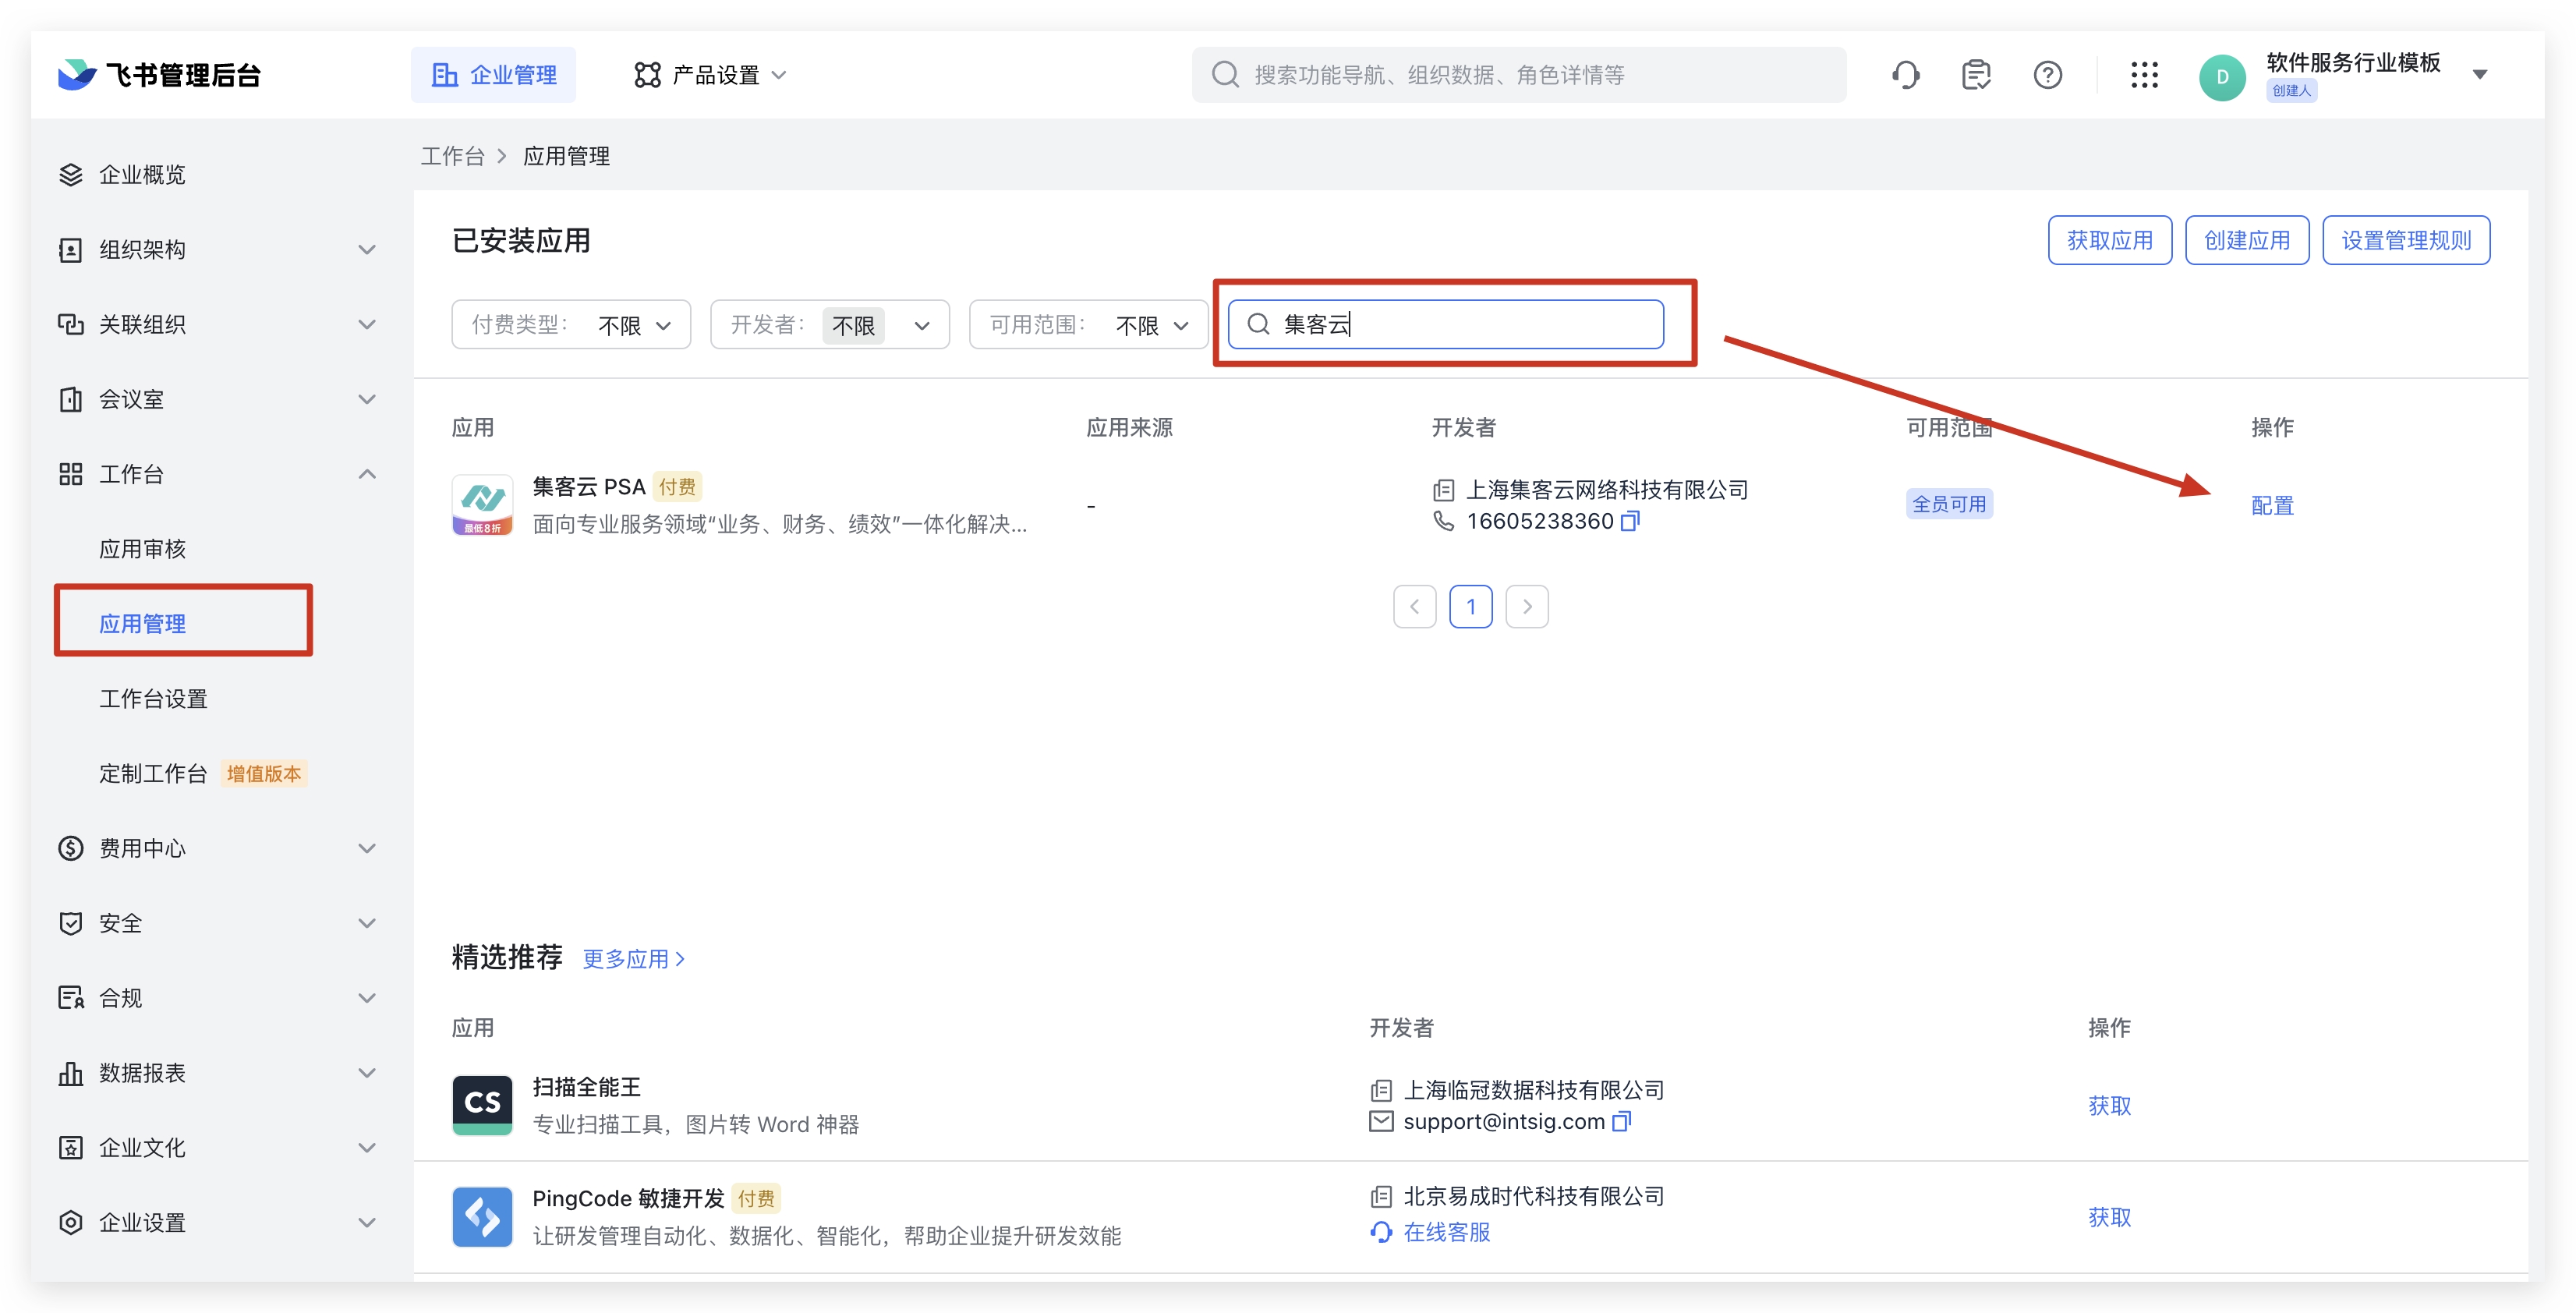 飞书管理后台
企业管理
产品设置
搜索功能导航、组织数据、角色详情等
D
软件服务行业模板
创建人
企业概览
组织架构
关联组织
会议室
工作台
应用审核
应用管理
工作台设置
定制工作台 增值版本
费用中心
安全
合规
数据报表
企业文化
企业设置
工作台 > 应用管理
已安装应用
获取应用
创建应用
设置管理规则
付费类型： 不限
开发者： 不限
可用范围： 不限
集客云
应用 应用来源 开发者 可用范围 操作
最低8折
集客云 PSA 付费
面向专业服务领域“业务、财务、绩效”一体化解决...
-
上海集客云网络科技有限公司
16605238360
全员可用
配置
1
精选推荐 更多应用 >
应用 开发者 操作
CS
扫描全能王
专业扫描工具，图片转 Word 神器
上海临冠数据科技有限公司
support@intsig.com
获取
PingCode 敏捷开发 付费
让研发管理自动化、数据化、智能化，帮助企业提升研发效能
北京易成时代科技有限公司
在线客服
获取